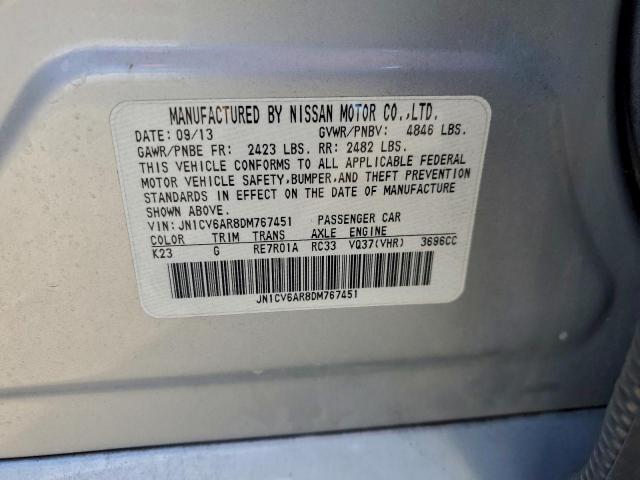 MANUFACTURED BY NISSAN MOTOR CO.,LTD.
DATE: 09/13 GVWR/PNBV: 4846 LBS.
GAWR/PNBE FR: 2423 LBS. RR: 2482 LBS.
THIS VEHICLE CONFORMS TO ALL APPLICABLE FEDERAL
MOTOR VEHICLE SAFETY,BUMPER,AND THEFT PREVENTION
STANDARDS IN EFFECT ON THE DATE OF MANUFACTURE
SHOWN ABOVE.
VIN:JN1CV6AR8DM767451 PASSENGER CAR
COLOR TRIM TRANS AXLE ENGINE
K23 G RE7R01A RC33 VQ37(VHR) 3696CC
JN1CV6AR8DM767451